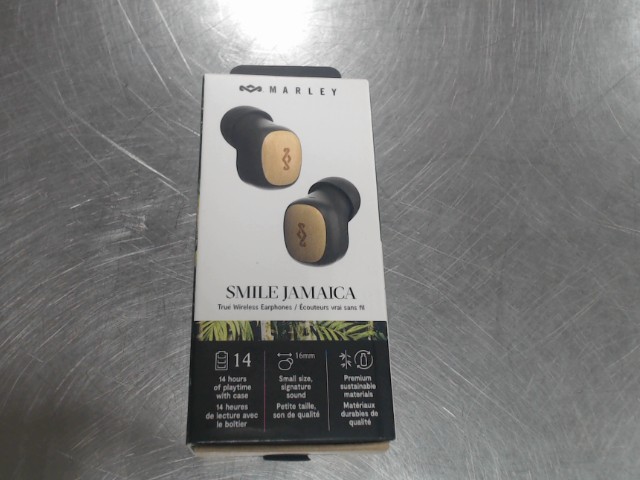 MARLEY
SMILE JAMAICA
True Wireless Earphones / Écouteurs vrai sans fil
14
14 hours
of playtime
with case
14 heures
de lecture avec
le boîtier
16mm
Small size,
signature
sound
Petite taille,
son de qualité
Premium
sustainable
materials
Matériaux
durables de
qualité